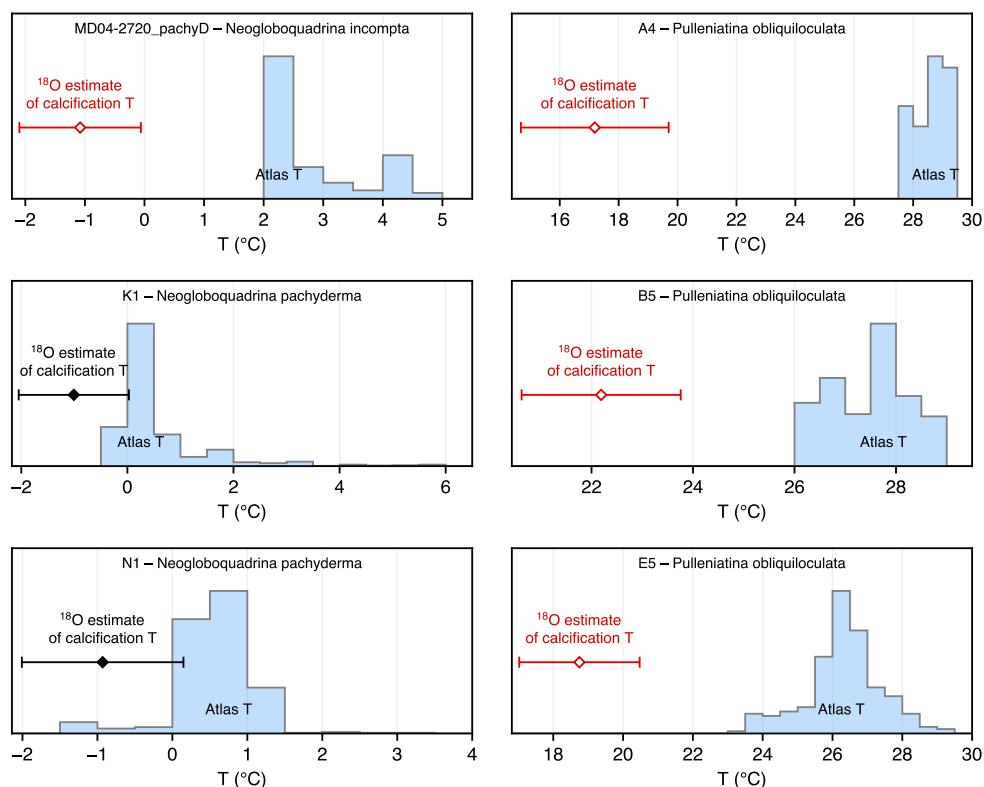 MD04-2720_pachyD – Neogloboquadrina incompta
18O estimate
of calcification T
Atlas T
−2 −1 0 1 2 3 4 5
T (°C)
A4 – Pulleniatina obliquiloculata
18O estimate
of calcification T
Atlas T
16 18 20 22 24 26 28 30
T (°C)
K1 – Neogloboquadrina pachyderma
18O estimate
of calcification T
Atlas T
−2 0 2 4 6
T (°C)
B5 – Pulleniatina obliquiloculata
18O estimate
of calcification T
Atlas T
22 24 26 28
T (°C)
N1 – Neogloboquadrina pachyderma
18O estimate
of calcification T
Atlas T
−2 −1 0 1 2 3 4
T (°C)
E5 – Pulleniatina obliquiloculata
18O estimate
of calcification T
Atlas T
18 20 22 24 26 28 30
T (°C)